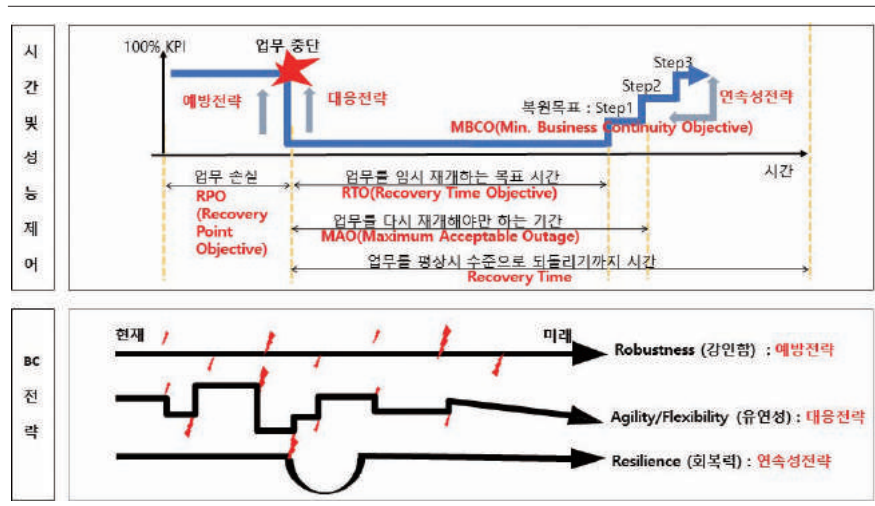 시
간
및
성
능
제
어
100% KPI
업무 중단
예방전략
대응전략
Step3
Step2
복원목표 : Step1
연속성전략
MBCO(Min. Business Continuity Objective)
시간
업무 손실
RPO
(Recovery
Point
Objective)
업무를 임시 재개하는 목표 시간
RTO(Recovery Time Objective)
업무를 다시 재개해야만 하는 기간
MAO(Maximum Acceptable Outage)
업무를 평상시 수준으로 되돌리기까지 시간
Recovery Time
BC
전
략
현재
미래
Robustness (강인함) : 예방전략
Agility/Flexibility (유연성) : 대응전략
Resilience (회복력) : 연속성전략